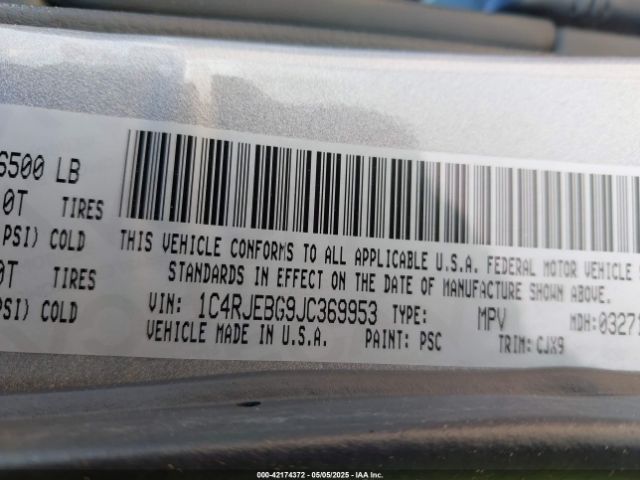 6500 LB
0T TIRES
PSI) COLD
0T TIRES
PSI) COLD
THIS VEHICLE CONFORMS TO ALL APPLICABLE U.S.A. FEDERAL MOTOR VEHICLE
STANDARDS IN EFFECT ON THE DATE OF MANUFACTURE SHOWN ABOVE.
VIN: 1C4RJEBG9JC369953 TYPE: MPV MDH: 03271
VEHICLE MADE IN U.S.A. PAINT: PSC TRIM: CJX9
000-42174372 - 05/05/2025 - IAA Inc.